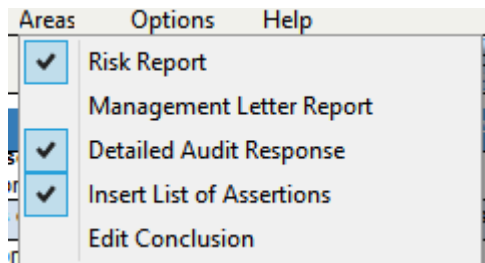 Areas Options Help
Risk Report
Management Letter Report
Detailed Audit Response
Insert List of Assertions
Edit Conclusion